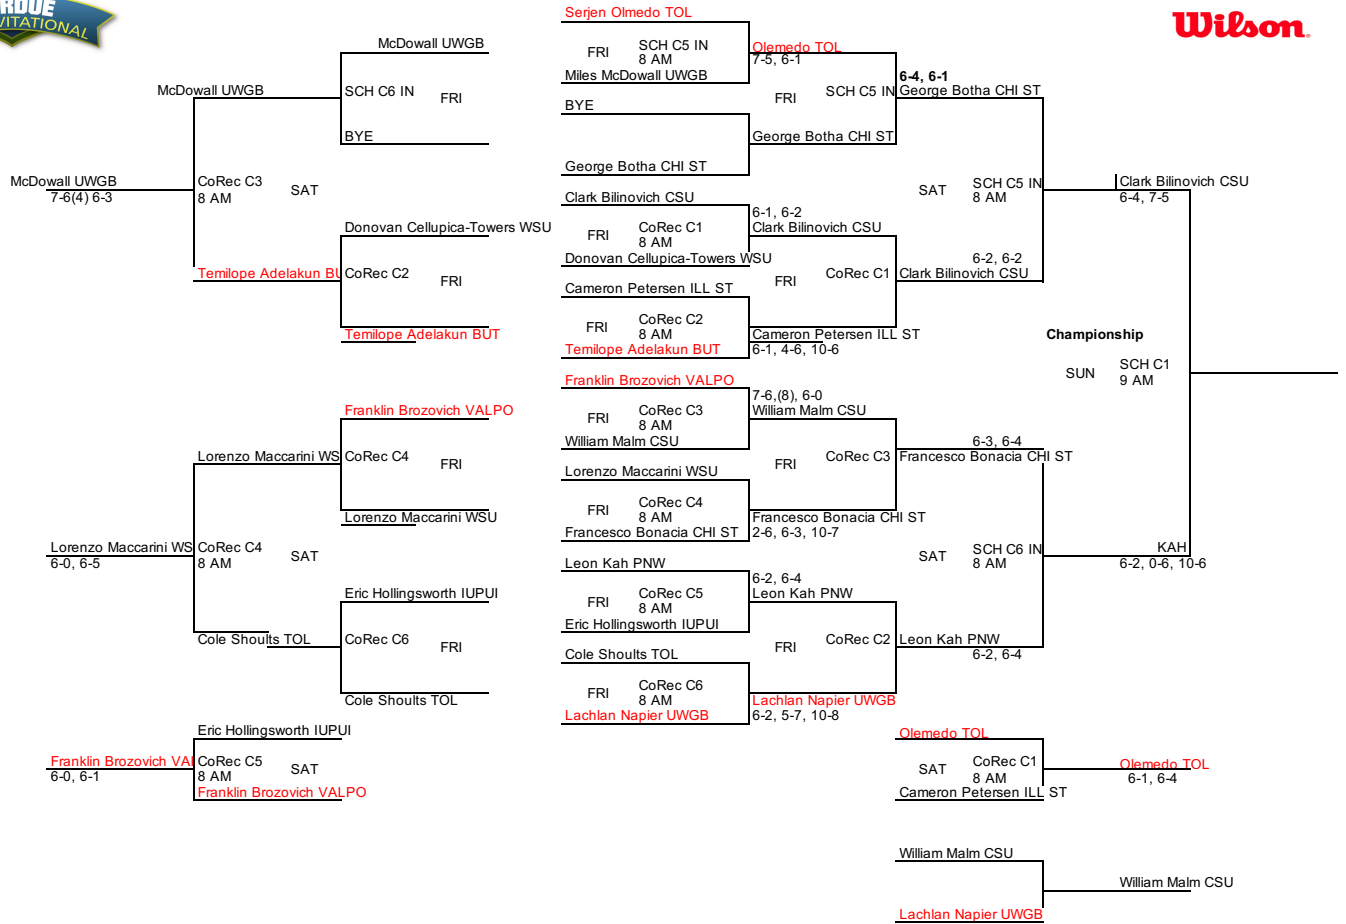 RDUE
VITATIONAL
Wilson
Serjen Olmedo TOL
FRI
SCH C5 IN
8 AM
Miles McDowall UWGB
BYE
George Botha CHI ST
Clark Bilinovich CSU
FRI
CoRec C1
8 AM
Donovan Cellupica-Towers WSU
Cameron Petersen ILL ST
FRI
CoRec C2
8 AM
Temilope Adelakun BUT
Franklin Brozovich VALPO
FRI
CoRec C3
8 AM
William Malm CSU
Lorenzo Maccarini WSU
FRI
CoRec C4
8 AM
Francesco Bonacia CHI ST
Leon Kah PNW
FRI
CoRec C5
8 AM
Eric Hollingsworth IUPUI
Cole Shoults TOL
FRI
CoRec C6
8 AM
Lachlan Napier UWGB
Olemedo TOL
7-5, 6-1
FRI
SCH C5 IN
George Botha CHI ST
6-1, 6-2
Clark Bilinovich CSU
FRI
CoRec C1
Cameron Petersen ILL ST
6-1, 4-6, 10-6
7-6,(8), 6-0
William Malm CSU
FRI
CoRec C3
Francesco Bonacia CHI ST
2-6, 6-3, 10-7
6-2, 6-4
Leon Kah PNW
FRI
CoRec C2
Lachlan Napier UWGB
6-2, 5-7, 10-8
6-4, 6-1
George Botha CHI ST
SAT
SCH C5 IN
8 AM
6-2, 6-2
Clark Bilinovich CSU
6-3, 6-4
Francesco Bonacia CHI ST
SAT
SCH C6 IN
8 AM
Leon Kah PNW
6-2, 6-4
Clark Bilinovich CSU
6-4, 7-5
Championship
SUN
SCH C1
9 AM
KAH
6-2, 0-6, 10-6
Olemedo TOL
SAT
CoRec C1
8 AM
Cameron Petersen ILL ST
Olemedo TOL
6-1, 6-4
William Malm CSU
Lachlan Napier UWGB
William Malm CSU
McDowall UWGB
SCH C6 IN
FRI
BYE
Donovan Cellupica-Towers WSU
CoRec C2
FRI
Temilope Adelakun BUT
McDowall UWGB
CoRec C3
8 AM
SAT
Temilope Adelakun BU
McDowall UWGB
7-6(4) 6-3
Franklin Brozovich VALPO
CoRec C4
FRI
Lorenzo Maccarini WSU
Eric Hollingsworth IUPUI
CoRec C6
FRI
Cole Shoults TOL
Lorenzo Maccarini WS
CoRec C4
8 AM
SAT
Cole Shoults TOL
Lorenzo Maccarini WS
6-0, 6-5
Eric Hollingsworth IUPUI
CoRec C5
8 AM
SAT
Franklin Brozovich VALPO
Franklin Brozovich VAL
6-0, 6-1